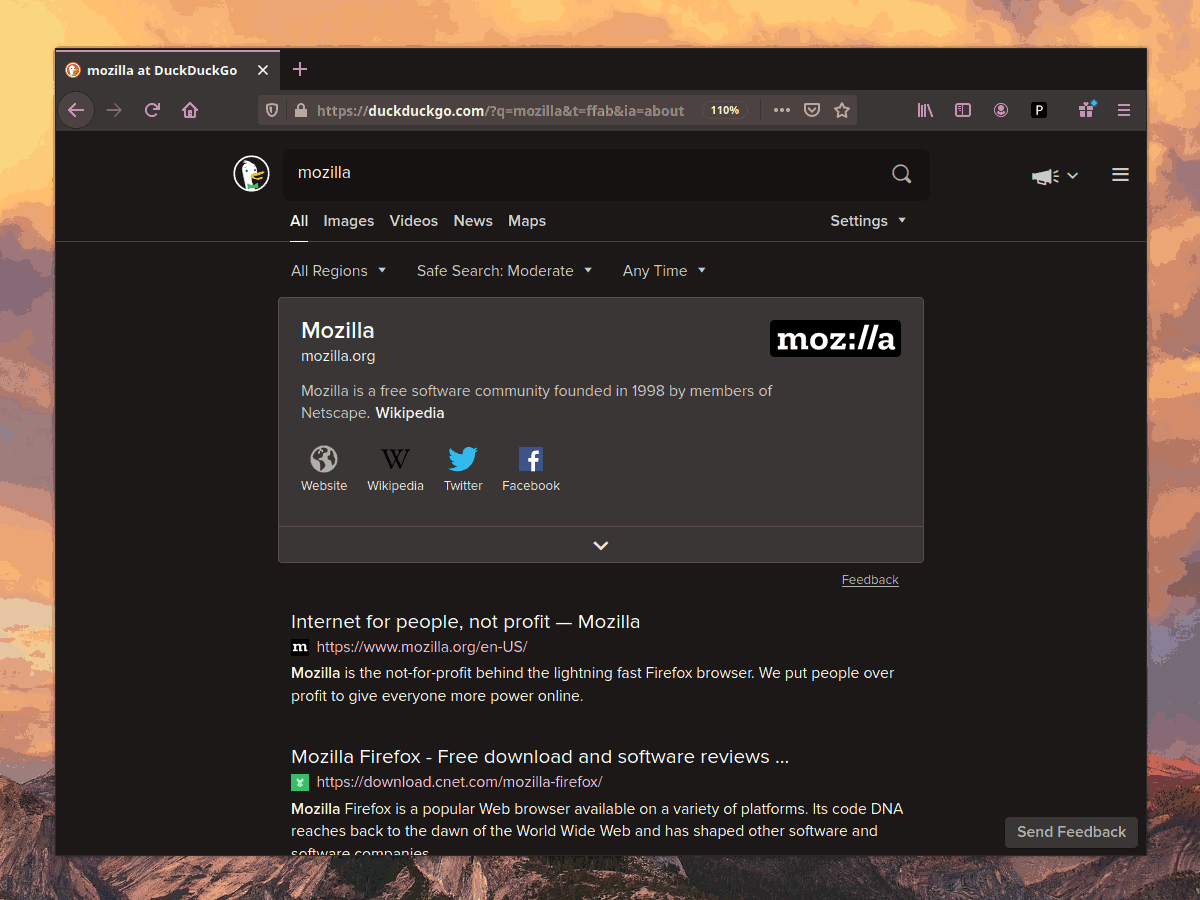 mozilla at DuckDuckGo
https://duckduckgo.com/?q=mozilla&t=ffab&ia=about 110%
P
mozilla
All Images Videos News Maps Settings
All Regions Safe Search: Moderate Any Time
Mozilla
moz://a
mozilla.org
Mozilla is a free software community founded in 1998 by members of
Netscape. Wikipedia
W
f
Website Wikipedia Twitter Facebook
Feedback
Internet for people, not profit — Mozilla
m https://www.mozilla.org/en-US/
Mozilla is the not-for-profit behind the lightning fast Firefox browser. We put people over
profit to give everyone more power online.
Mozilla Firefox - Free download and software reviews ...
https://download.cnet.com/mozilla-firefox/
Mozilla Firefox is a popular Web browser available on a variety of platforms. Its code DNA
reaches back to the dawn of the World Wide Web and has shaped other software and
software companies
Send Feedback